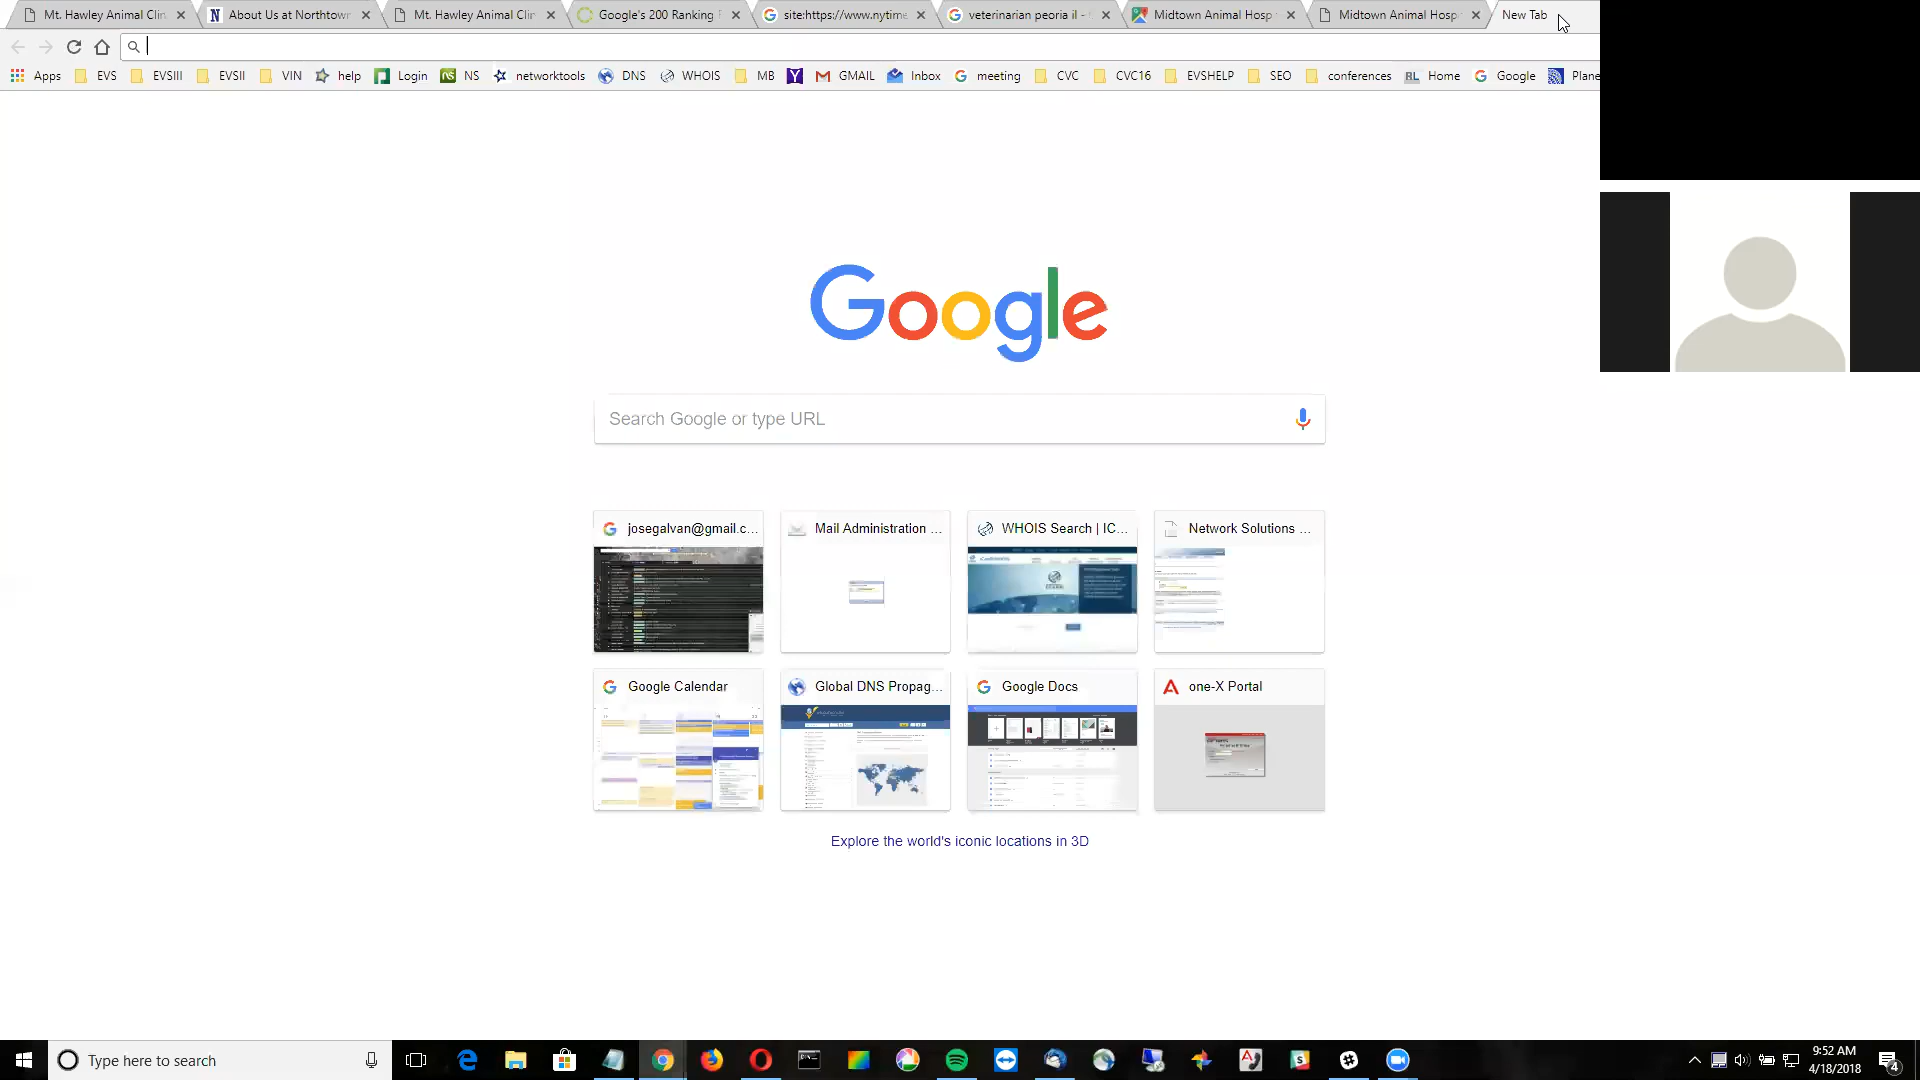 Mt. Hawley Animal Clin
About Us at Northtown
Mt. Hawley Animal Clin
Google's 200 Ranking
site:https://www.nytime
veterinarian peoria il -
Midtown Animal Hosp
Midtown Animal Hosp
New Tab
Apps
EVS
EVSIII
EVSII
VIN
help
Login
NS
networktools
DNS
WHOIS
MB
GMAIL
Inbox
meeting
CVC
CVC16
EVSHELP
SEO
conferences
RL
Home
Google
Plane
Google
Search Google or type URL
josegalvan@gmail.c...
Mail Administration ...
WHOIS Search | IC...
Network Solutions ...
Google Calendar
Global DNS Propag...
Google Docs
one-X Portal
Explore the world's iconic locations in 3D
Type here to search
9:52 AM
4/18/2018
4